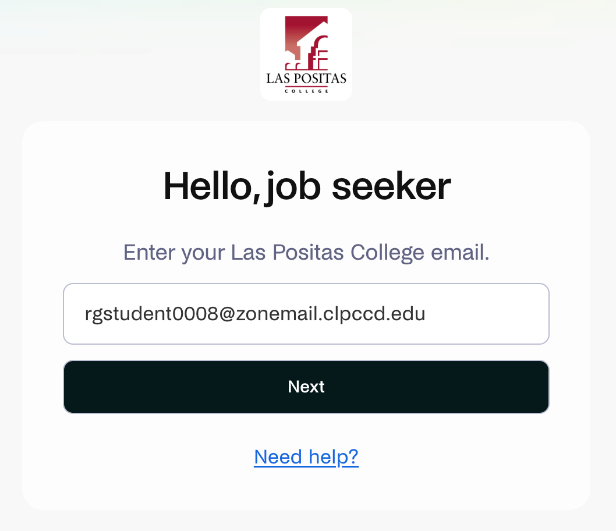 LAS POSITAS
COLLEGE
Hello, job seeker
Enter your Las Positas College email.
rgstudent0008@zonemail.clpccd.edu
Next
Need help?